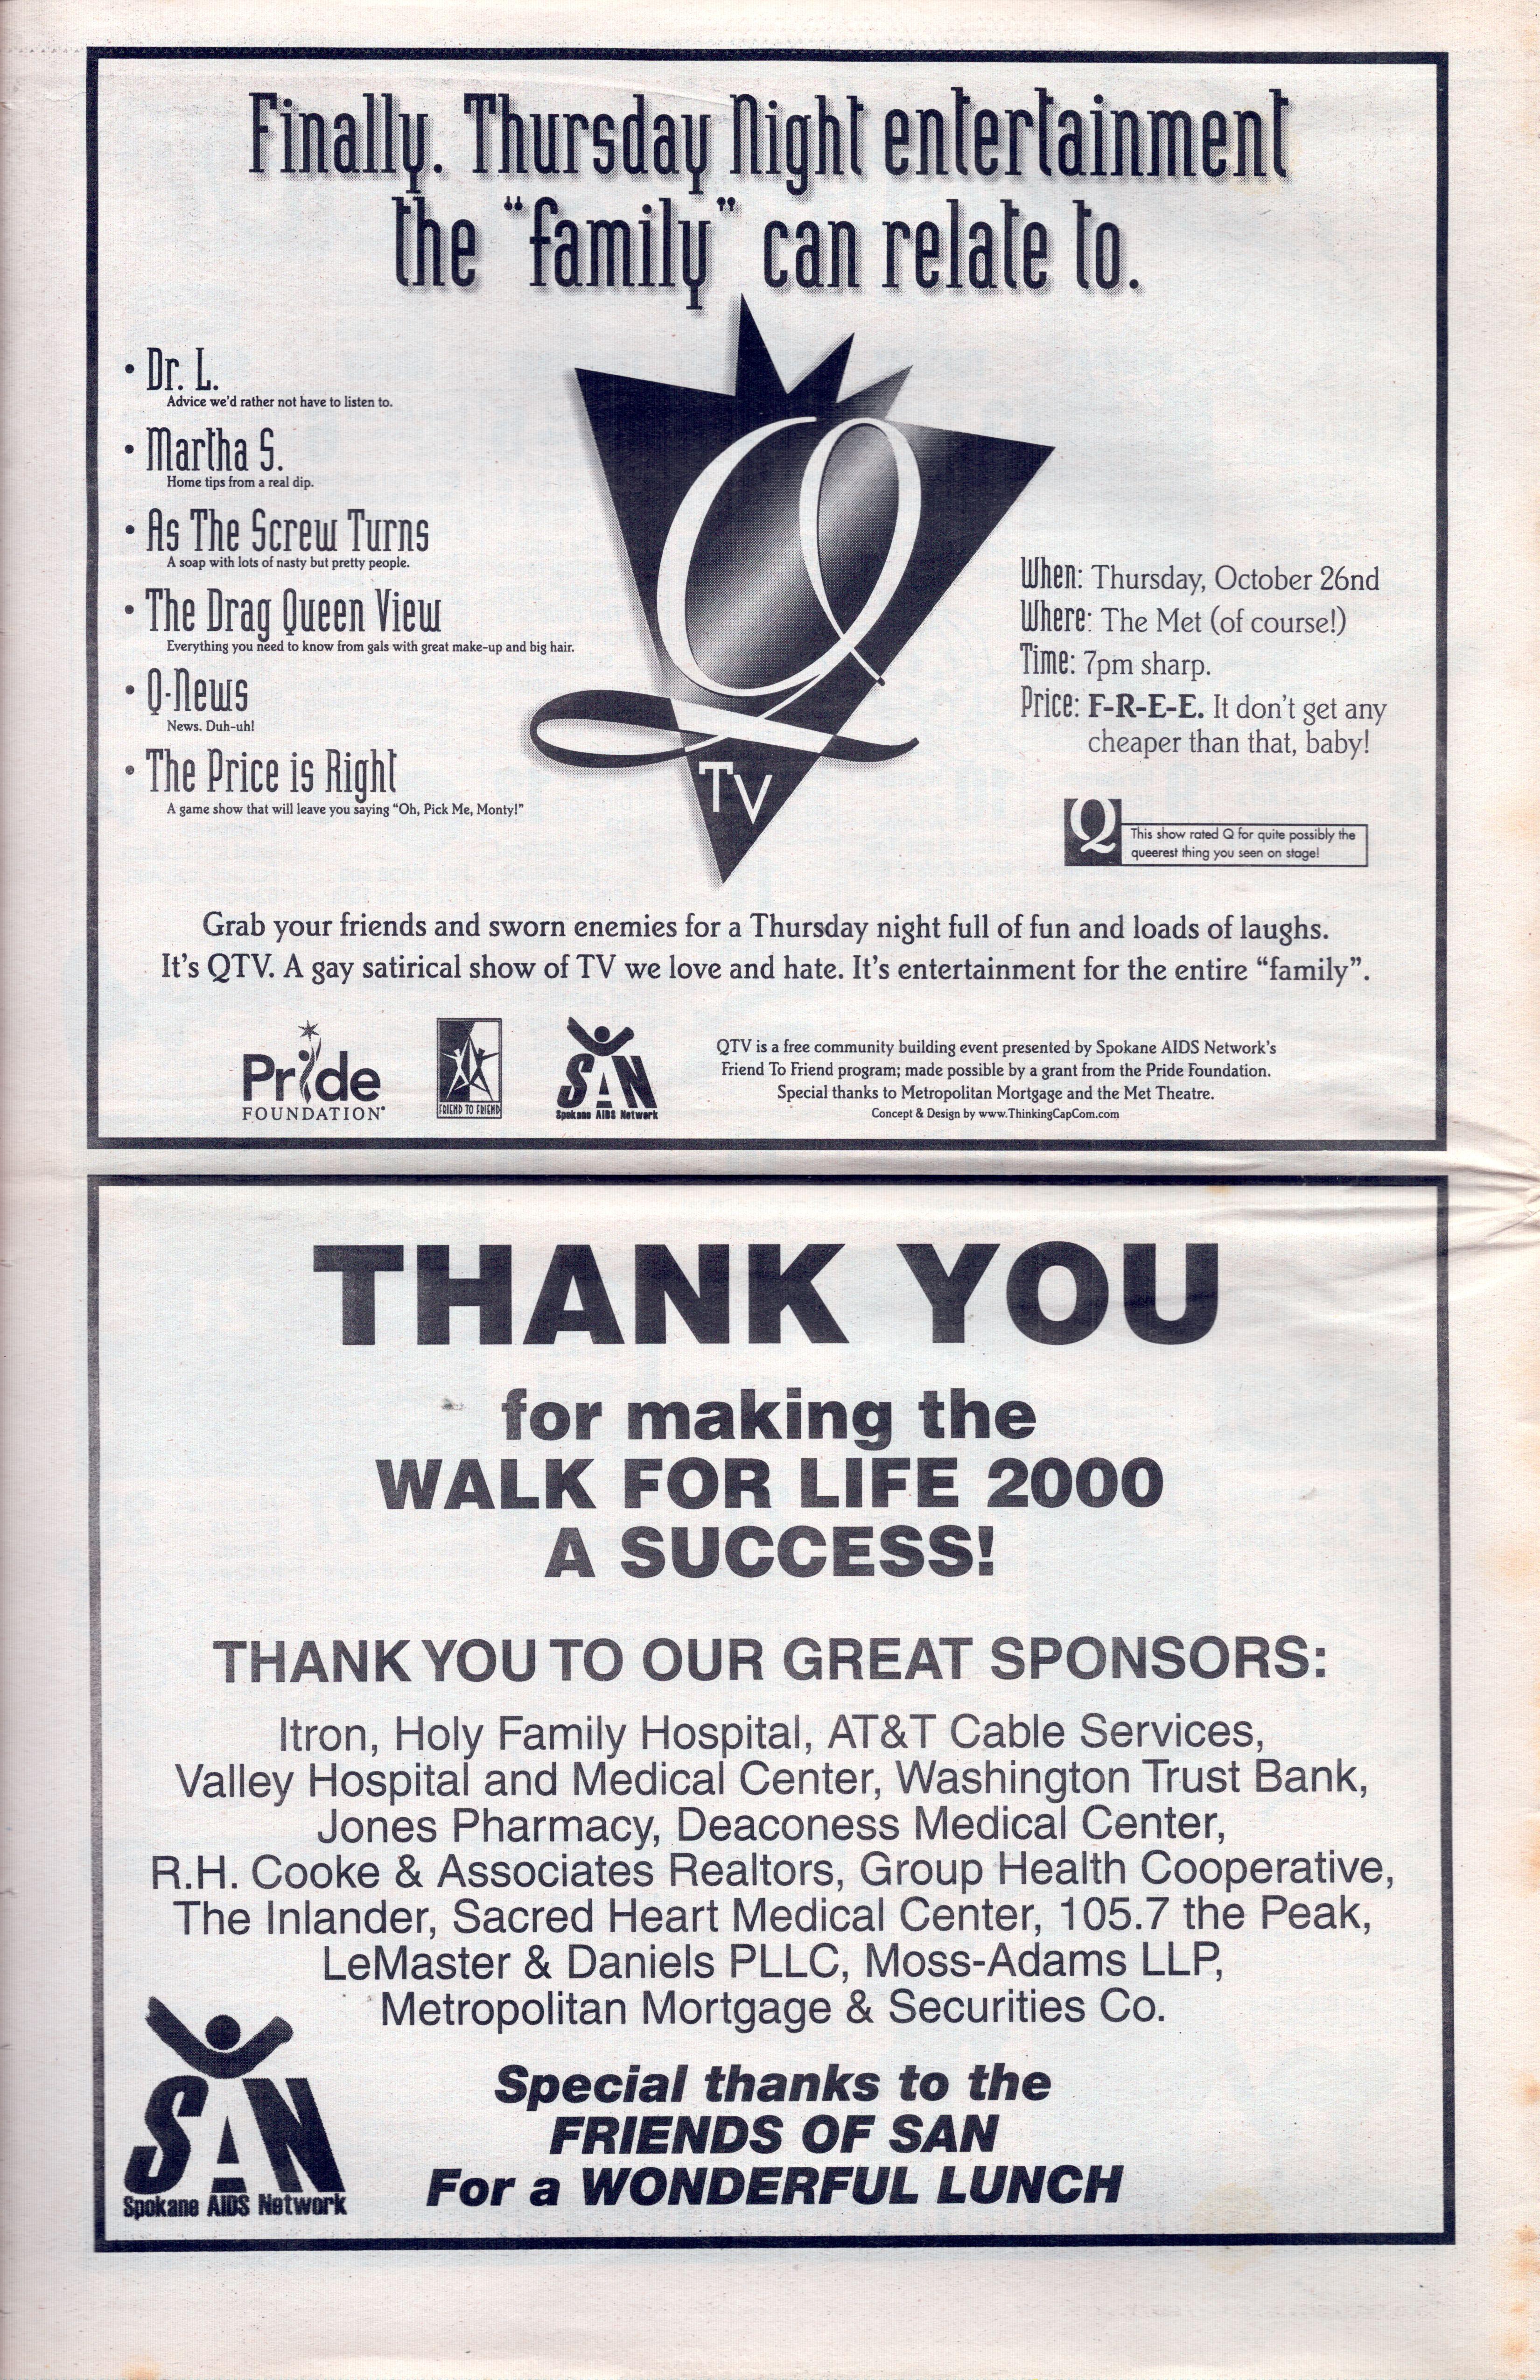 Finally. Thursday Night entertainment
the “family” can relate to.
• Dr. L.
Advice we'd rather not have to listen to.
• Martha S.
Home tips from a real dip.
• As The Screw Turns
A soap with lots of nasty but pretty people.
• The Drag Queen View
Everything you need to know from gals with great make-up and big hair.
• Q-News
News. Duh-uh!
• The Price is Right
A game show that will leave you saying “Oh, Pick Me, Monty!”
Q
TV
When: Thursday, October 26nd
Where: The Met (of course!)
Time: 7pm sharp.
Price: F-R-E-E. It don't get any
cheaper than that, baby!
Q
This show rated Q for quite possibly the
queerest thing you seen on stage!
Grab your friends and sworn enemies for a Thursday night full of fun and loads of laughs.
It's QTV. A gay satirical show of TV we love and hate. It's entertainment for the entire “family”.
Pride
FOUNDATION
FRIEND TO FRIEND
SAN
Spokane AIDS Network
QTV is a free community building event presented by Spokane AIDS Network's
Friend To Friend program; made possible by a grant from the Pride Foundation.
Special thanks to Metropolitan Mortgage and the Met Theatre.
Concept & Design by www.ThinkingCapCom.com
THANK YOU
for making the
WALK FOR LIFE 2000
A SUCCESS!
THANK YOU TO OUR GREAT SPONSORS:
Itron, Holy Family Hospital, AT&T Cable Services,
Valley Hospital and Medical Center, Washington Trust Bank,
Jones Pharmacy, Deaconess Medical Center,
R.H. Cooke & Associates Realtors, Group Health Cooperative,
The Inlander, Sacred Heart Medical Center, 105.7 the Peak,
LeMaster & Daniels PLLC, Moss-Adams LLP,
Metropolitan Mortgage & Securities Co.
Special thanks to the
FRIENDS OF SAN
For a WONDERFUL LUNCH
SAN
Spokane AIDS Network